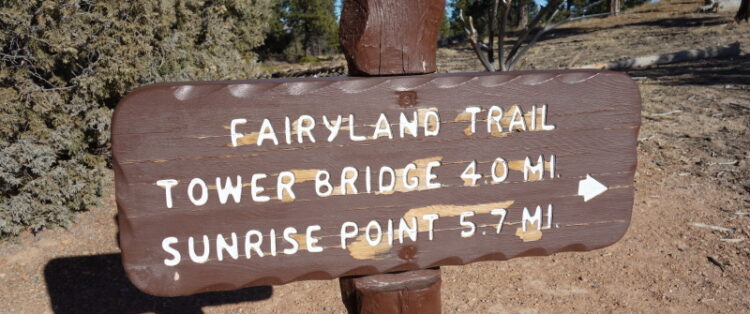 FAIRYLAND TRAIL
TOWER BRIDGE 4.0 MI.
SUNRISE POINT 5.7 MI.